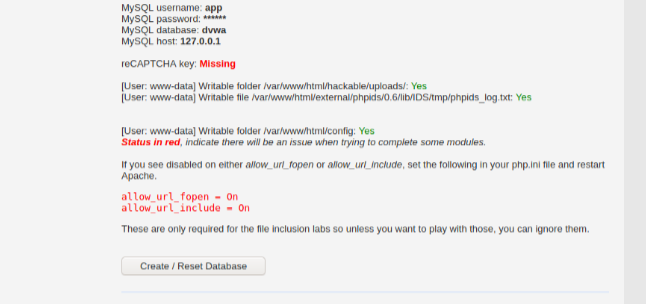 MySQL username: app
MySQL password: ******
MySQL database: dvwa
MySQL host: 127.0.0.1
reCAPTCHA key: Missing
[User: www-data] Writable folder /var/www/html/hackable/uploads/: Yes
[User: www-data] Writable file /var/www/html/external/phpids/0.6/lib/IDS/tmp/phpids_log.txt: Yes
[User: www-data] Writable folder /var/www/html/config: Yes
Status in red, indicate there will be an issue when trying to complete some modules.
If you see disabled on either allow_url_fopen or allow_url_include, set the following in your php.ini file and restart
Apache.
allow_url_fopen = On
allow_url_include = On
These are only required for the file inclusion labs so unless you want to play with those, you can ignore them.
Create / Reset Database